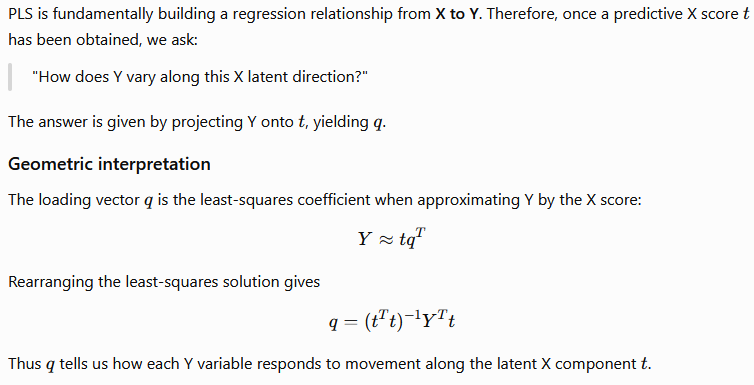 PLS is fundamentally building a regression relationship from X to Y. Therefore, once a predictive X score t
has been obtained, we ask:
"How does Y vary along this X latent direction?"
The answer is given by projecting Y onto t, yielding q.
Geometric interpretation
The loading vector q is the least-squares coefficient when approximating Y by the X score:
Y ≈ tqᵀ
Rearranging the least-squares solution gives
q = (tᵀt)⁻¹Yᵀt
Thus q tells us how each Y variable responds to movement along the latent X component t.